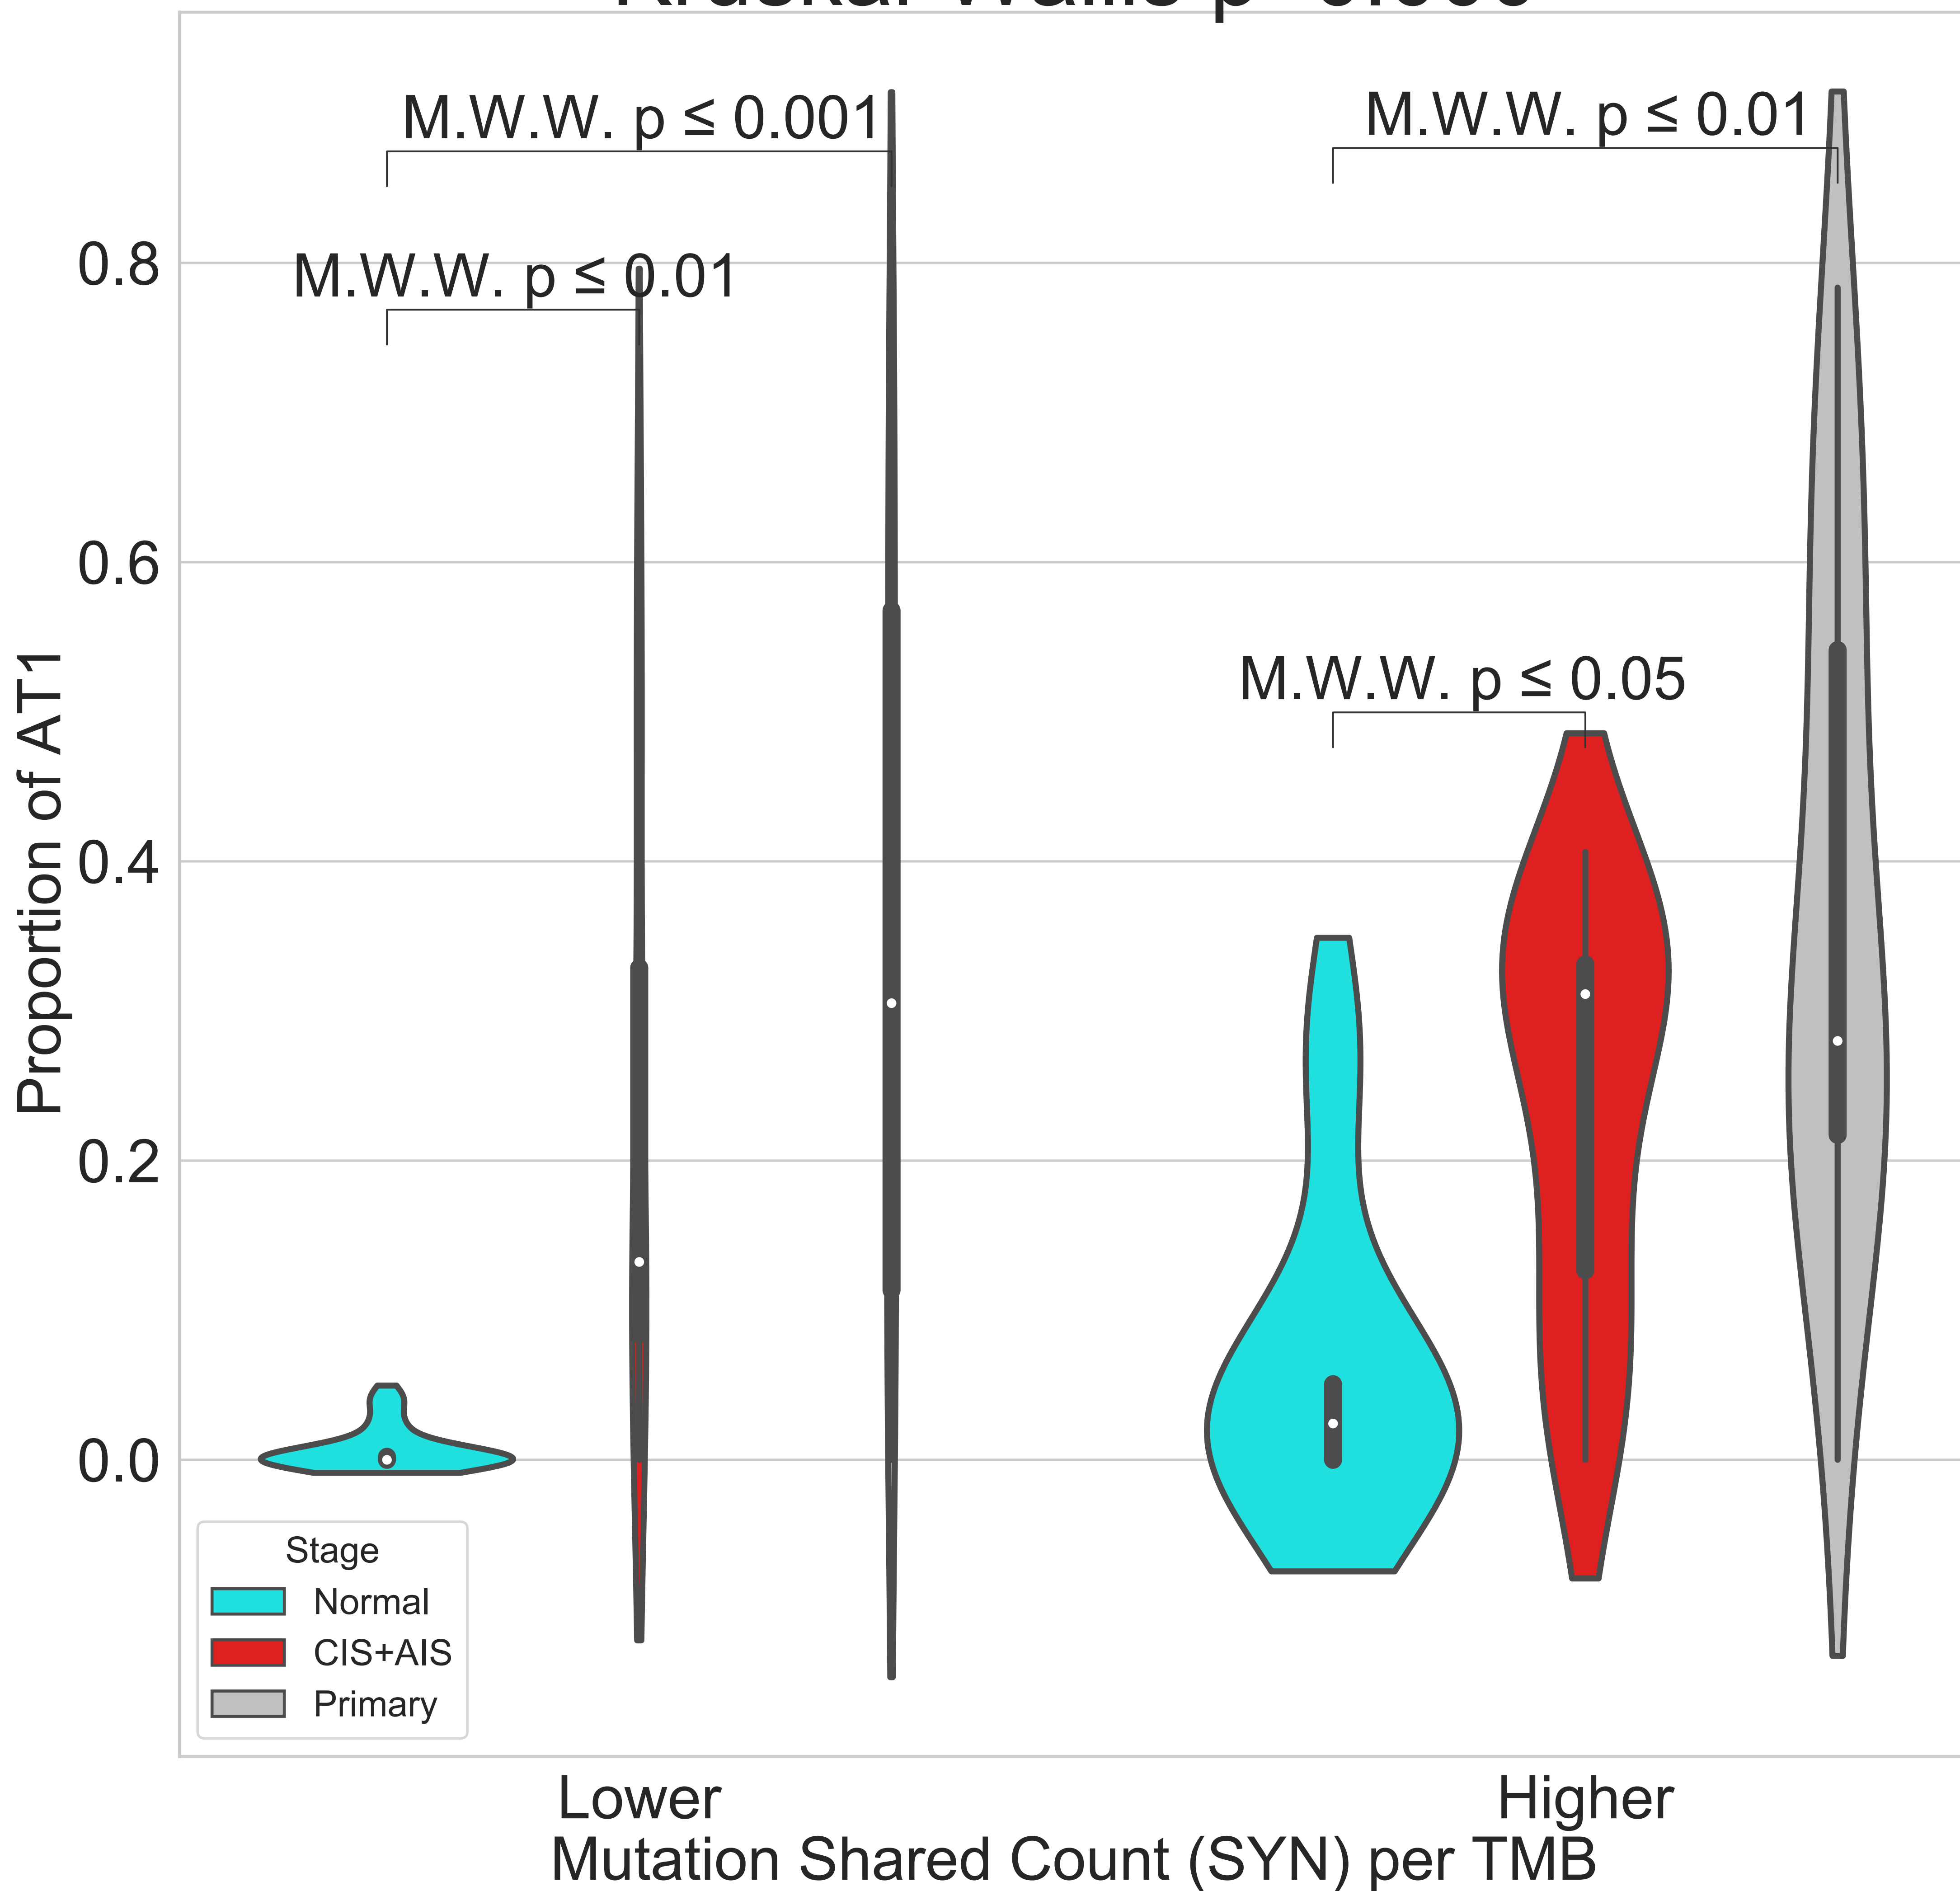 M.W.W. p ≤ 0.001
M.W.W. p ≤ 0.01
M.W.W. p ≤ 0.01
M.W.W. p ≤ 0.05
Proportion of AT1
0.8
0.6
0.4
0.2
0.0
Stage
Normal
CIS+AIS
Primary
Lower
Higher
Mutation Shared Count (SYN) per TMB